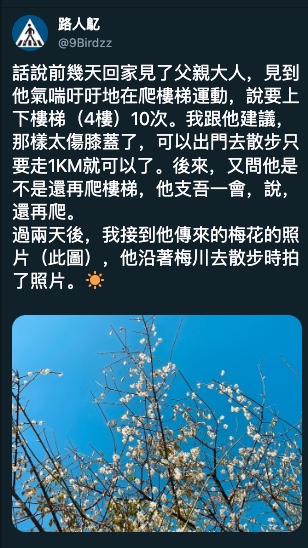 路人髦
@9Birdzz
話說前幾天回家見了父親大人，見到
他氣喘吁吁地在爬樓梯運動，說要上
下樓梯（4樓）10次。我跟他建議，
那樣太傷膝蓋了，可以出門去散步只
要走1KM就可以了。後來，又問他是
不是還再爬樓梯，他支吾一會，說，
還再爬。
過兩天後，我接到他傳來的梅花的照
片（此圖），他沿著梅川去散步時拍
了照片。☀️